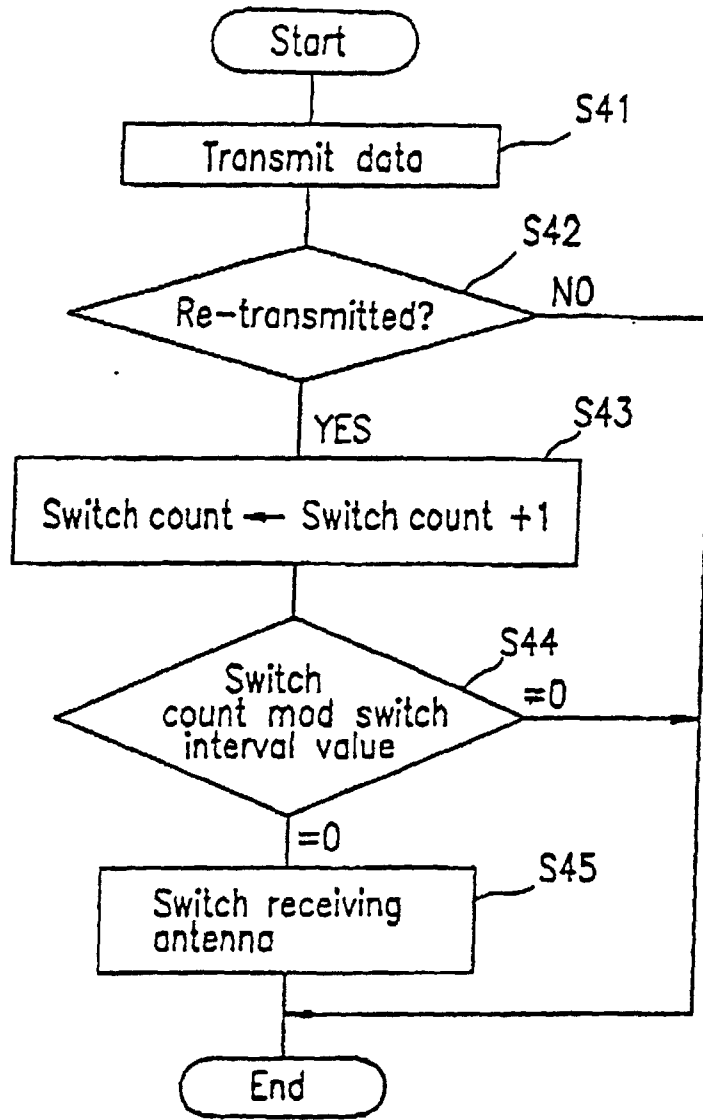 Start
S41
Transmit data
S42
Re-transmitted?
NO
YES
S43
Switch count ← Switch count +1
S44
Switch
count mod switch
interval value
≠0
=0
S45
Switch receiving
antenna
End